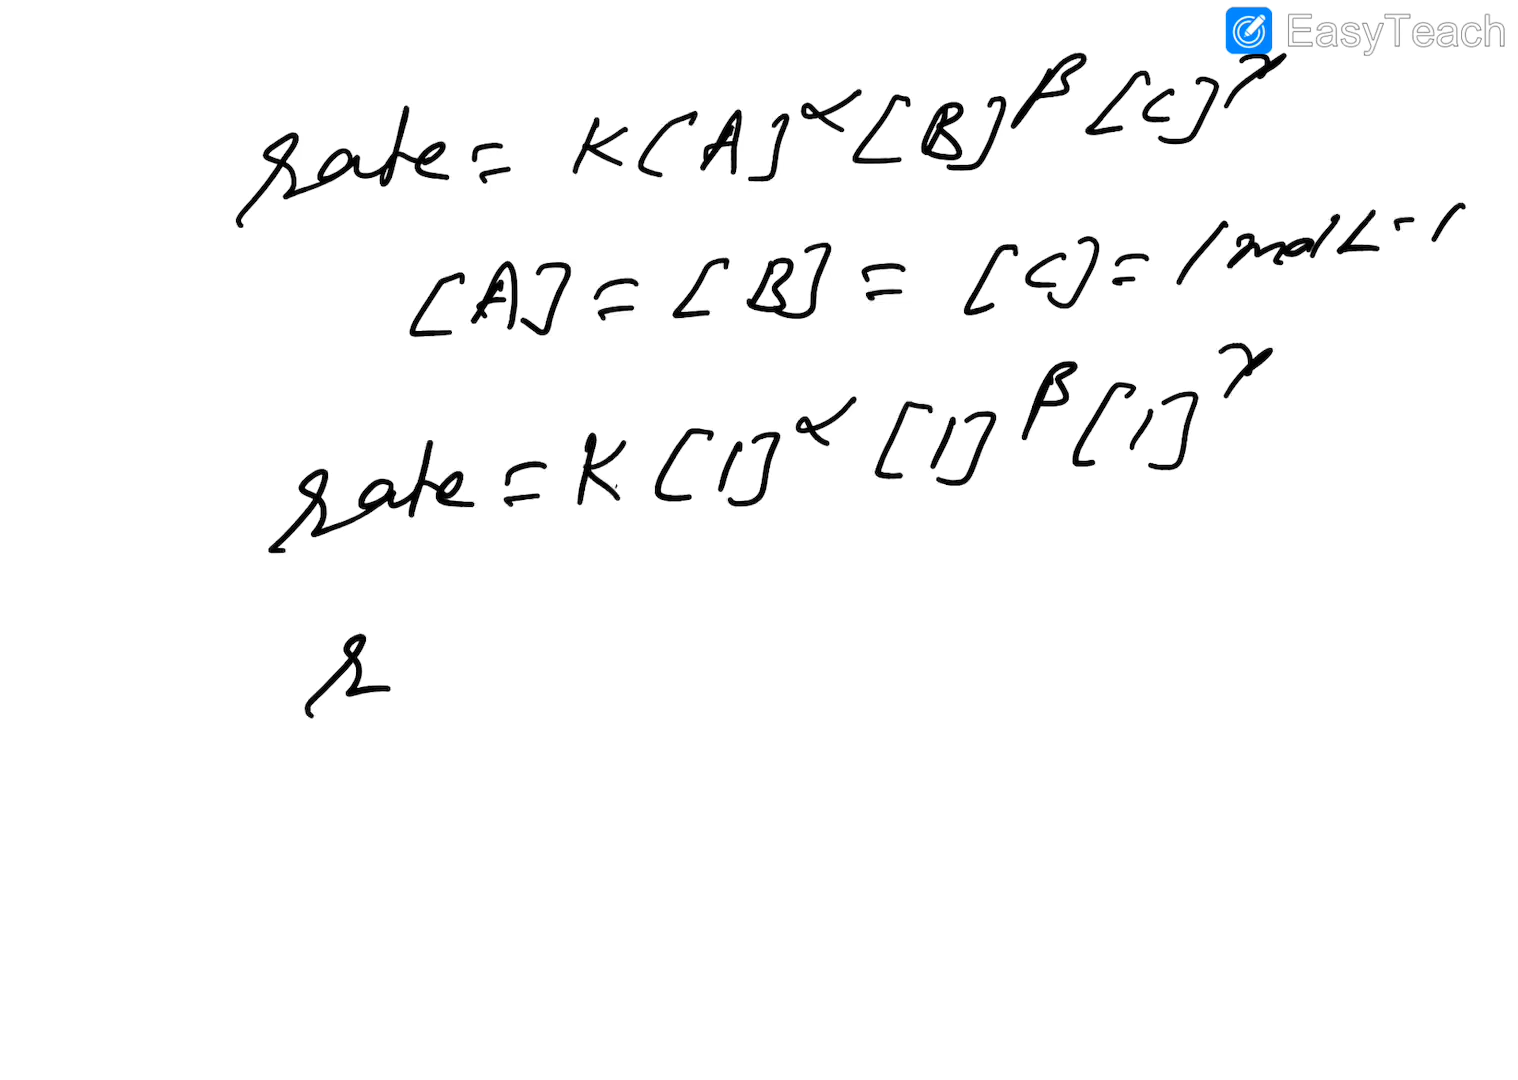 EasyTeach
rate = K[A]^α [B]^β [C]^γ
[A] = [B] = [C] = 1 mol L-1
rate = K [1]^α [1]^β [1]^γ
r